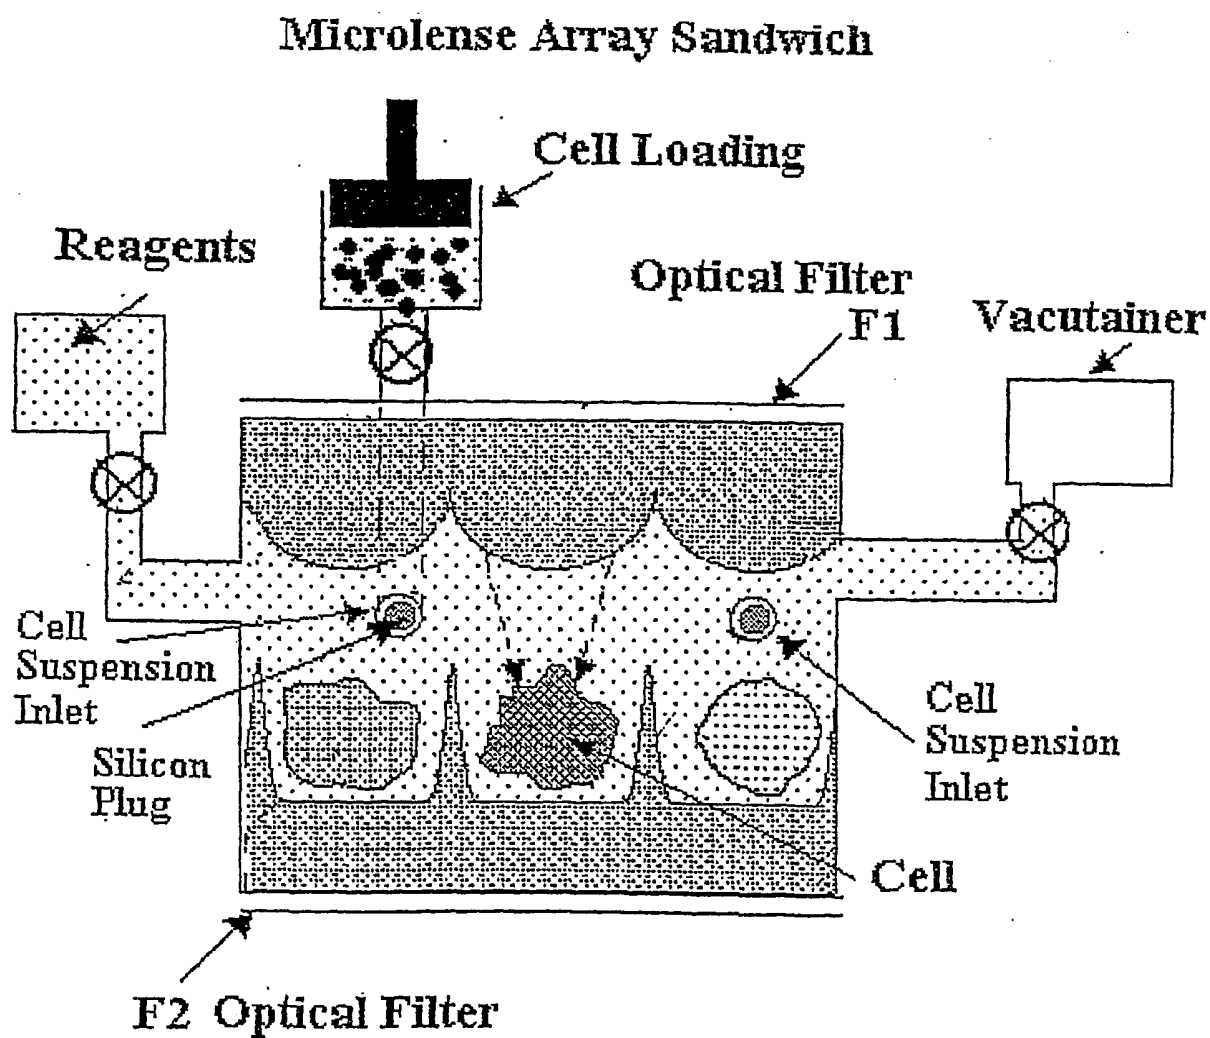 Microlense Array Sandwich
Cell Loading
Reagents
Optical Filter
F1
Vacutainer
Cell
Suspension
Inlet
Silicon
Plug
Cell
Suspension
Inlet
Cell
F2 Optical Filter